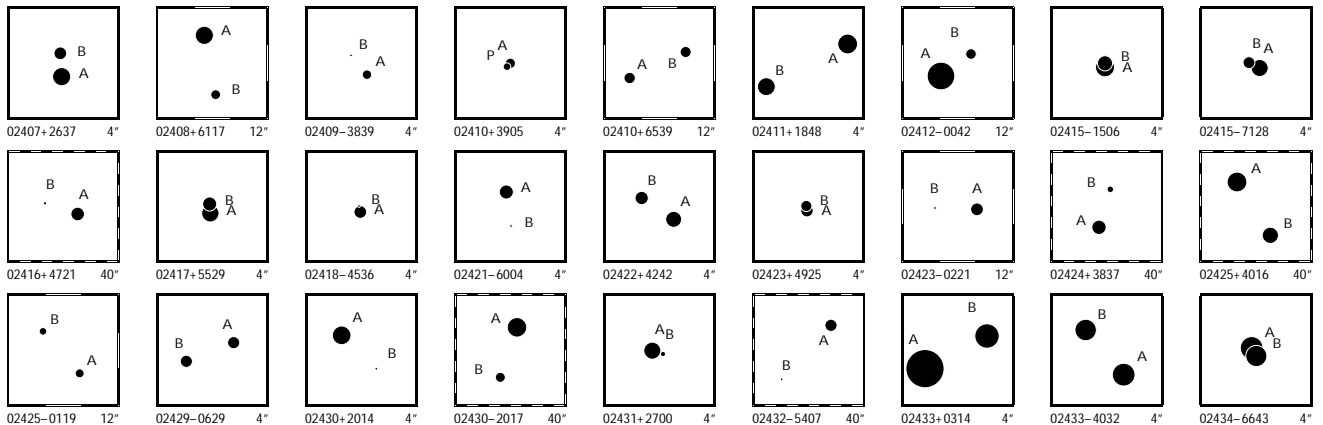 B
A
02407+2637 4″
A
B
02408+6117 12″
B
A
02409−3839 4″
A
P
02410+3905 4″
A
B
02410+6539 12″
A
B
02411+1848 4″
B
A
02412−0042 12″
B
A
02415−1506 4″
B A
02415−7128 4″
B
A
02416+4721 40″
B
A
02417+5529 4″
B
A
02418−4536 4″
A
B
02421−6004 4″
B
A
02422+4242 4″
B
A
02423+4925 4″
B A
02423−0221 12″
B
A
02424+3837 40″
A
B
02425+4016 40″
B
A
02425−0119 12″
A
B
02429−0629 4″
A
B
02430+2014 4″
A
B
02430−2017 40″
A B
02431+2700 4″
A
B
02432−5407 40″
B
A
02433+0314 4″
B
A
02433−4032 4″
A
B
02434−6643 4″